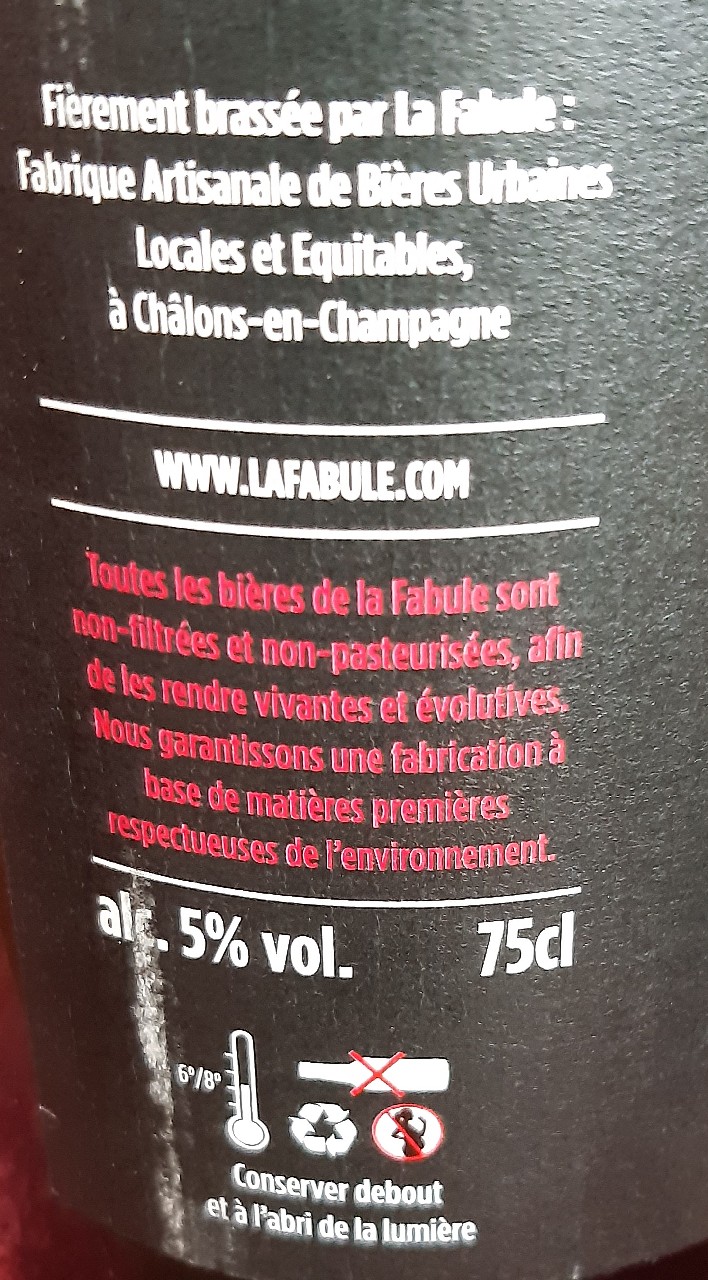 Fièrement brassée par La Fabule :
Fabrique Artisanale de Bières Urbaines
Locales et Equitables,
à Châlons-en-Champagne
WWW.LAFABULE.COM
Toutes les bières de la Fabule sont
non-filtrées et non-pasteurisées, afin
de les rendre vivantes et évolutives.
Nous garantissons une fabrication à
base de matières premières
respectueuses de l'environnement.
alc. 5% vol. 75cl
6°/8°
Conserver debout
et à l'abri de la lumière